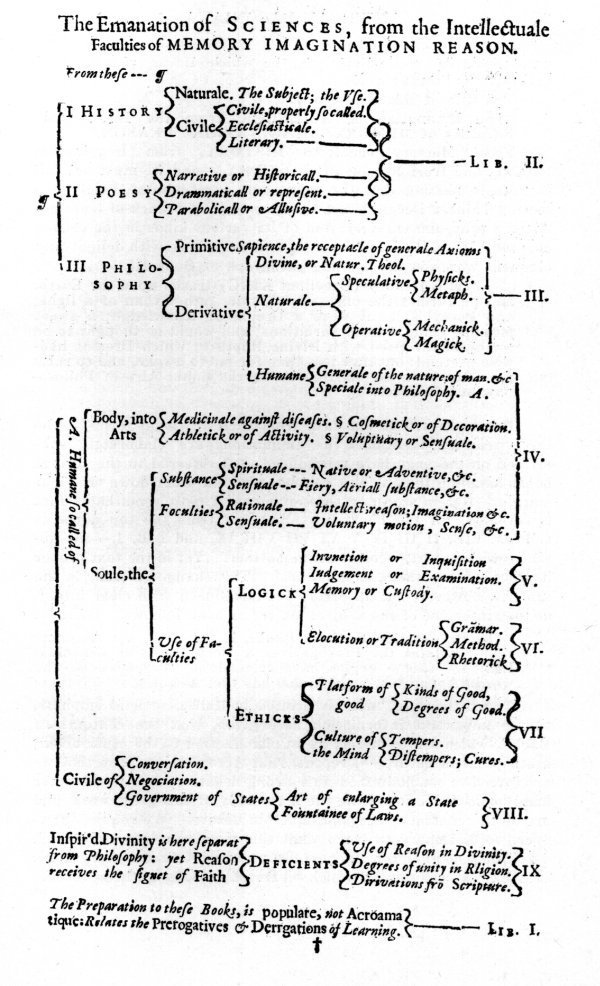 The Emanation of SCIENCES, from the Intellectuale
Faculties of MEMORY IMAGINATION REASON.
From these --- ¶
I HISTORY
Naturale. The Subject; the Vse.
Civile
Civile, properly so called.
Ecclesiasticale.
Literary.
¶
II POESY
Narrative or Historicall.
Drammaticall or represent.
Parabolicall or Allusive.
LIB. II.
III PHILO-
SOPHY
Primitive Sapience, the receptacle of generale Axioms
Derivative
Divine, or Natur. Theol.
Naturale
Speculative
Physicks.
Metaph.
Operative
Mechanick.
Magick
III.
Humane
Generale of the nature; of man. &c
Speciale into Philosophy. A.
A. Humane so called of
Body, into
Arts
Medicinale against diseases. § Cosmetick or of Decoration.
Athletick or of Activity. § Voluptuary or Sensuale.
IV.
Soule, the
Substance
Spirituale --- Native or Adventive, &c.
Sensuale --- Fiery, Aëriall substance, &c.
Foculties
Rationale — Intellect; reason; Imagination &c.
Sensuale. — Voluntary motion, Sense, &c.
Vse of Fa-
culties
LOGICK
Invnetion or Inquisition
Iudgement or Examination.
Memory or Custody.
V.
Elocution or Tradition
Grāmar.
Method.
Rhetorick
VI.
ETHICKS
Platform of
good
Kinds of Good,
Degrees of Good.
Culture of
the Mind
Tempers.
Distempers; Cures.
VII
Civile of
Conversation.
Negociation.
Government of States
Art of enlarging a State
Fountainee of Laws.
VIII.
Inspir'd, Divinity is here separat
from Philosophy: yet Reason
receives the signet of Faith
DEFICIENTS
Vse of Reason in Divinity.
Degrees of unity in Rligion.
Dirivations frō Scripture.
IX
The Preparation to these Books, is populare, not Acroama
tique: Relates the Prerogatives & Derrgations of Learning.
LIB. I.
✝